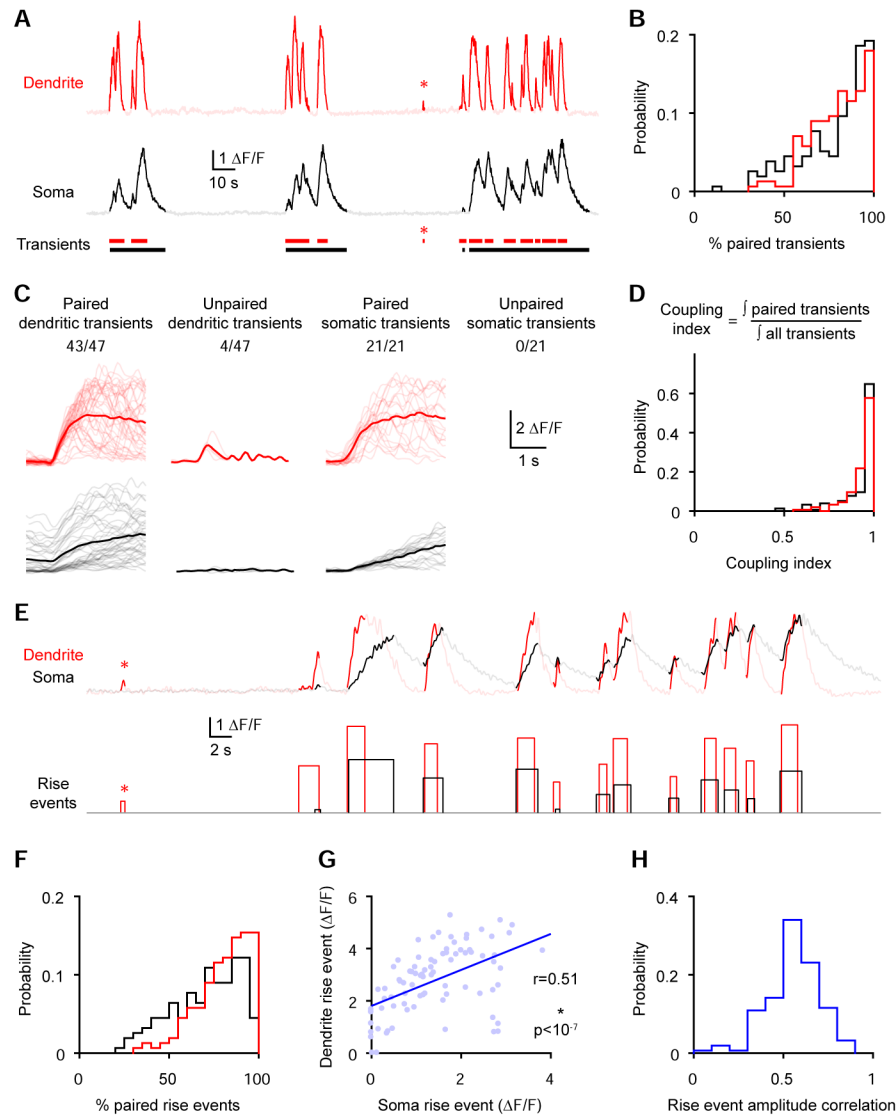 A
Dendrite
*
1 ΔF/F
10 s
Soma
*
Transients
B
Probability
0.2
0.1
0
0
50
100
% paired transients
C
Paired
dendritic transients
43/47
Unpaired
dendritic transients
4/47
Paired
somatic transients
21/21
Unpaired
somatic transients
0/21
2 ΔF/F
1 s
D
Coupling
index
=
∫ paired transients
∫ all transients
Probability
0.6
0.4
0.2
0
0
0.5
1
Coupling index
E
Dendrite
Soma
*
1 ΔF/F
2 s
Rise
events
*
F
Probability
0.2
0.1
0
0
50
100
% paired rise events
G
Dendrite rise event (ΔF/F)
6
4
2
0
0
2
4
r=0.51
*
p<10⁻⁷
Soma rise event (ΔF/F)
H
Probability
0.4
0.2
0
0
0.5
1
Rise event amplitude correlation